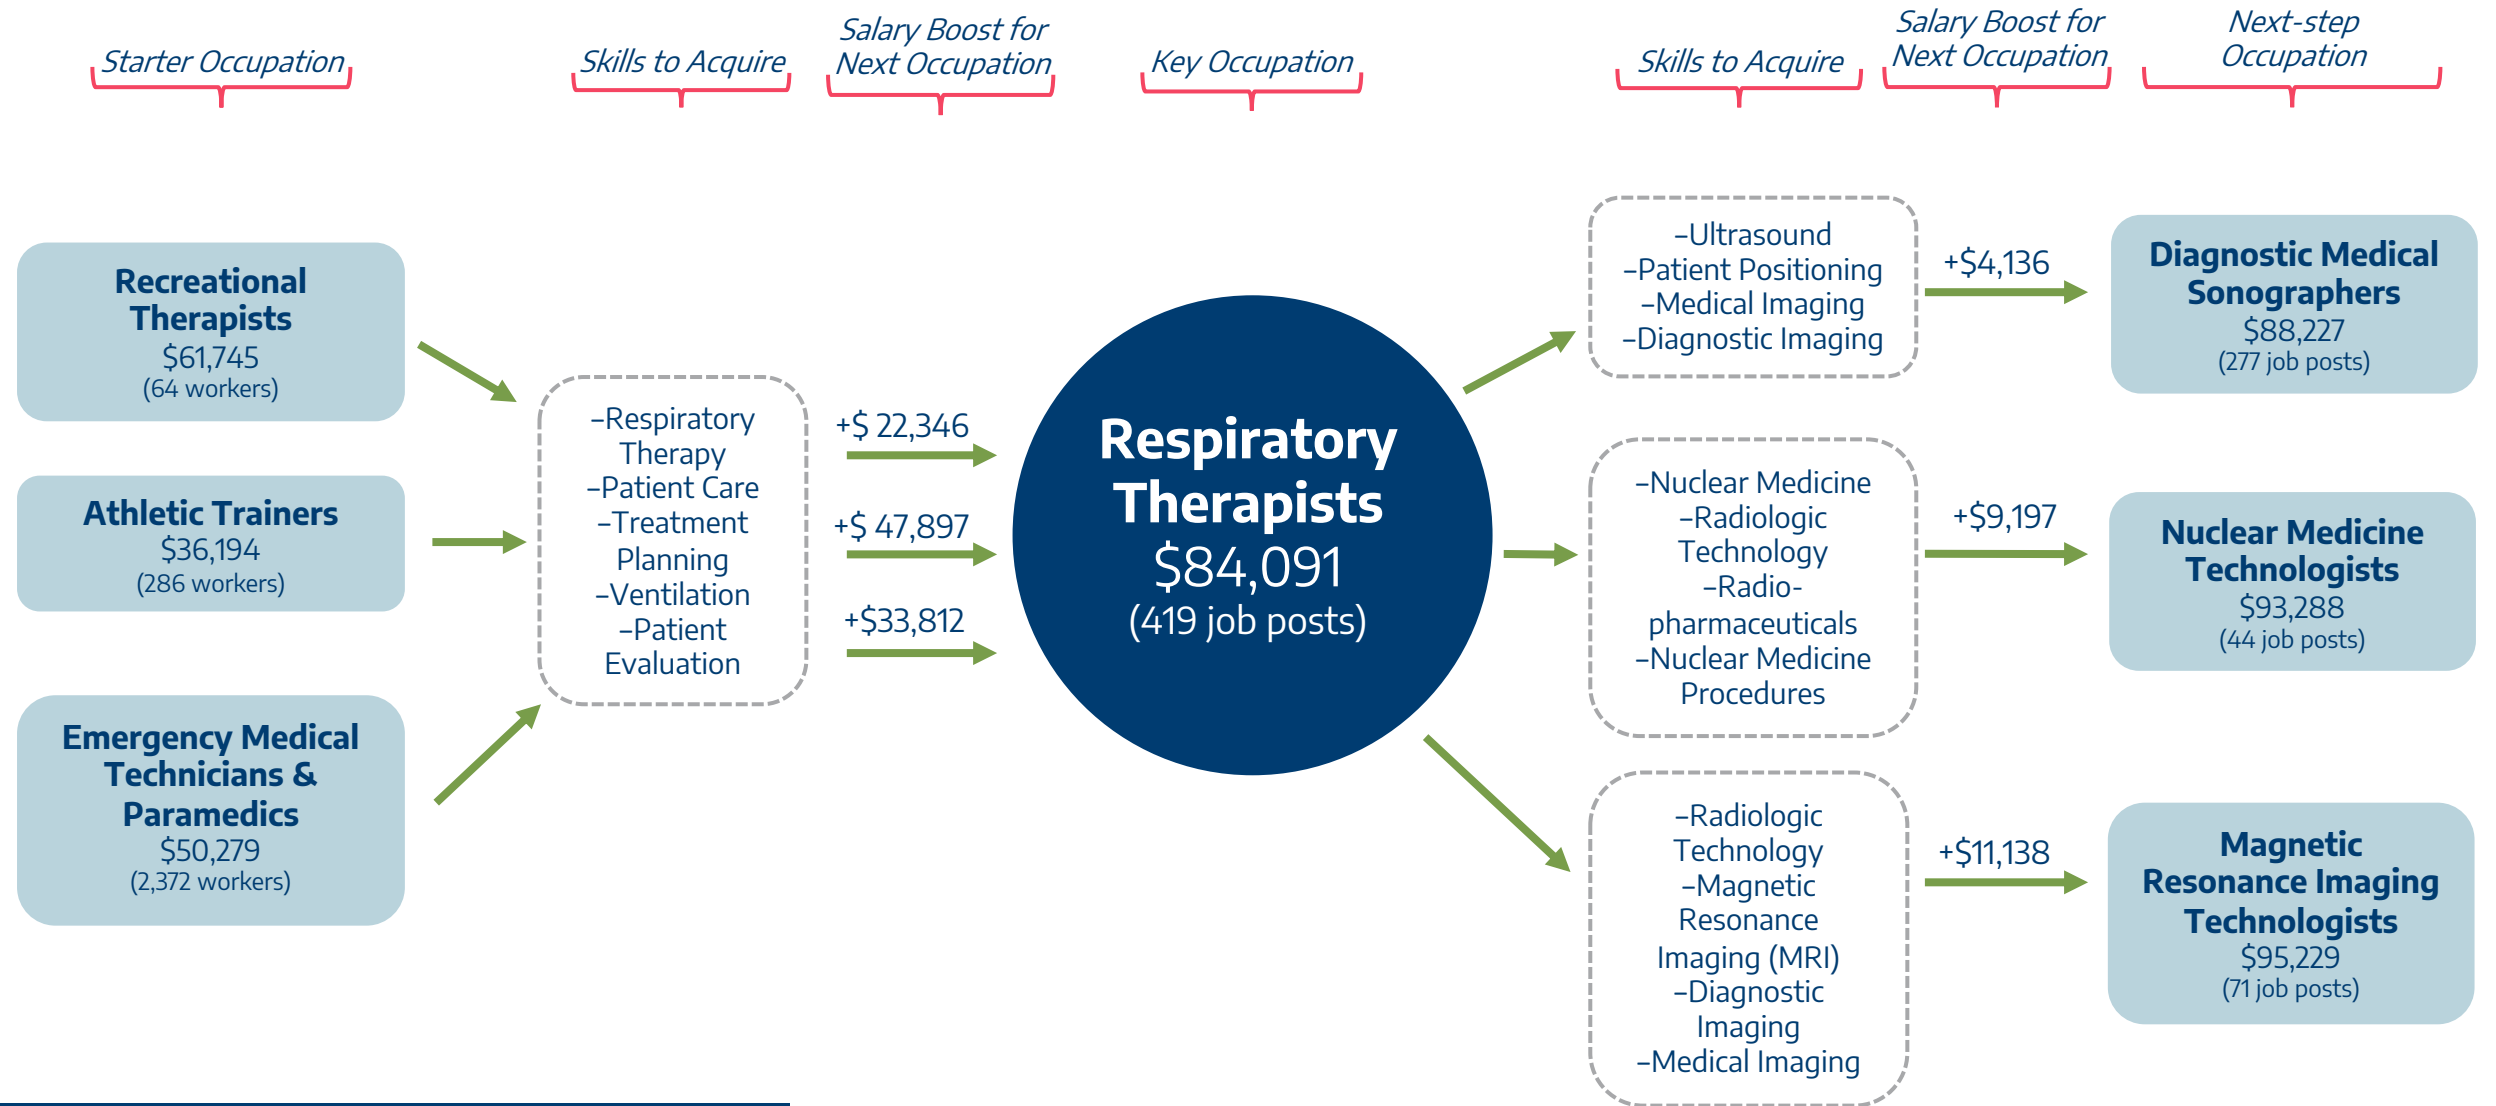 Starter Occupation
Skills to Acquire
Salary Boost for
Next Occupation
Key Occupation
Skills to Acquire
Salary Boost for
Next Occupation
Next-step
Occupation
Recreational
Therapists
$61,745
(64 workers)
Athletic Trainers
$36,194
(286 workers)
Emergency Medical
Technicians &
Paramedics
$50,279
(2,372 workers)
–Respiratory
Therapy
–Patient Care
–Treatment
Planning
–Ventilation
–Patient
Evaluation
+$ 22,346
+$ 47,897
+$33,812
Respiratory
Therapists
$84,091
(419 job posts)
–Ultrasound
–Patient Positioning
–Medical Imaging
–Diagnostic Imaging
+$4,136
Diagnostic Medical
Sonographers
$88,227
(277 job posts)
–Nuclear Medicine
–Radiologic
Technology
–Radio-
pharmaceuticals
–Nuclear Medicine
Procedures
+$9,197
Nuclear Medicine
Technologists
$93,288
(44 job posts)
–Radiologic
Technology
–Magnetic
Resonance
Imaging (MRI)
–Diagnostic
Imaging
–Medical Imaging
+$11,138
Magnetic
Resonance Imaging
Technologists
$95,229
(71 job posts)